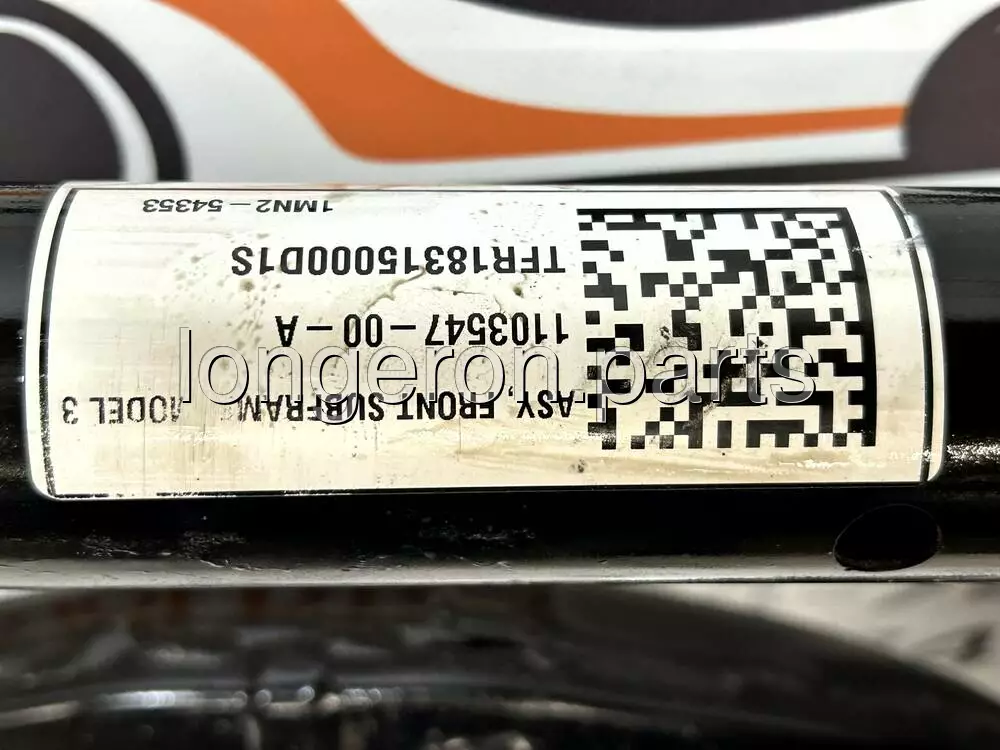 ASY, FRONT SUBFRAME MODEL 3
1103547-00-A
TFR18315000D1S
1MN2-54353
longeron.parts